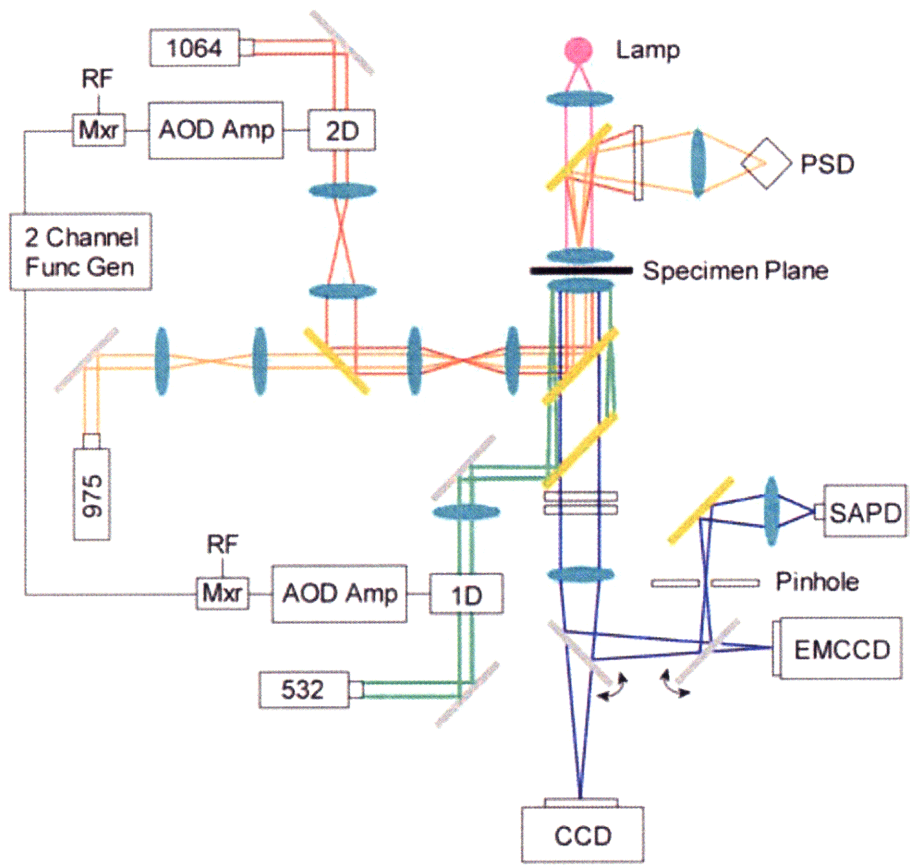 1064
Lamp
RF
Mxr
AOD Amp
2D
PSD
2 Channel
Func Gen
Specimen Plane
975
SAPD
RF
Mxr
AOD Amp
1D
Pinhole
EMCCD
532
CCD